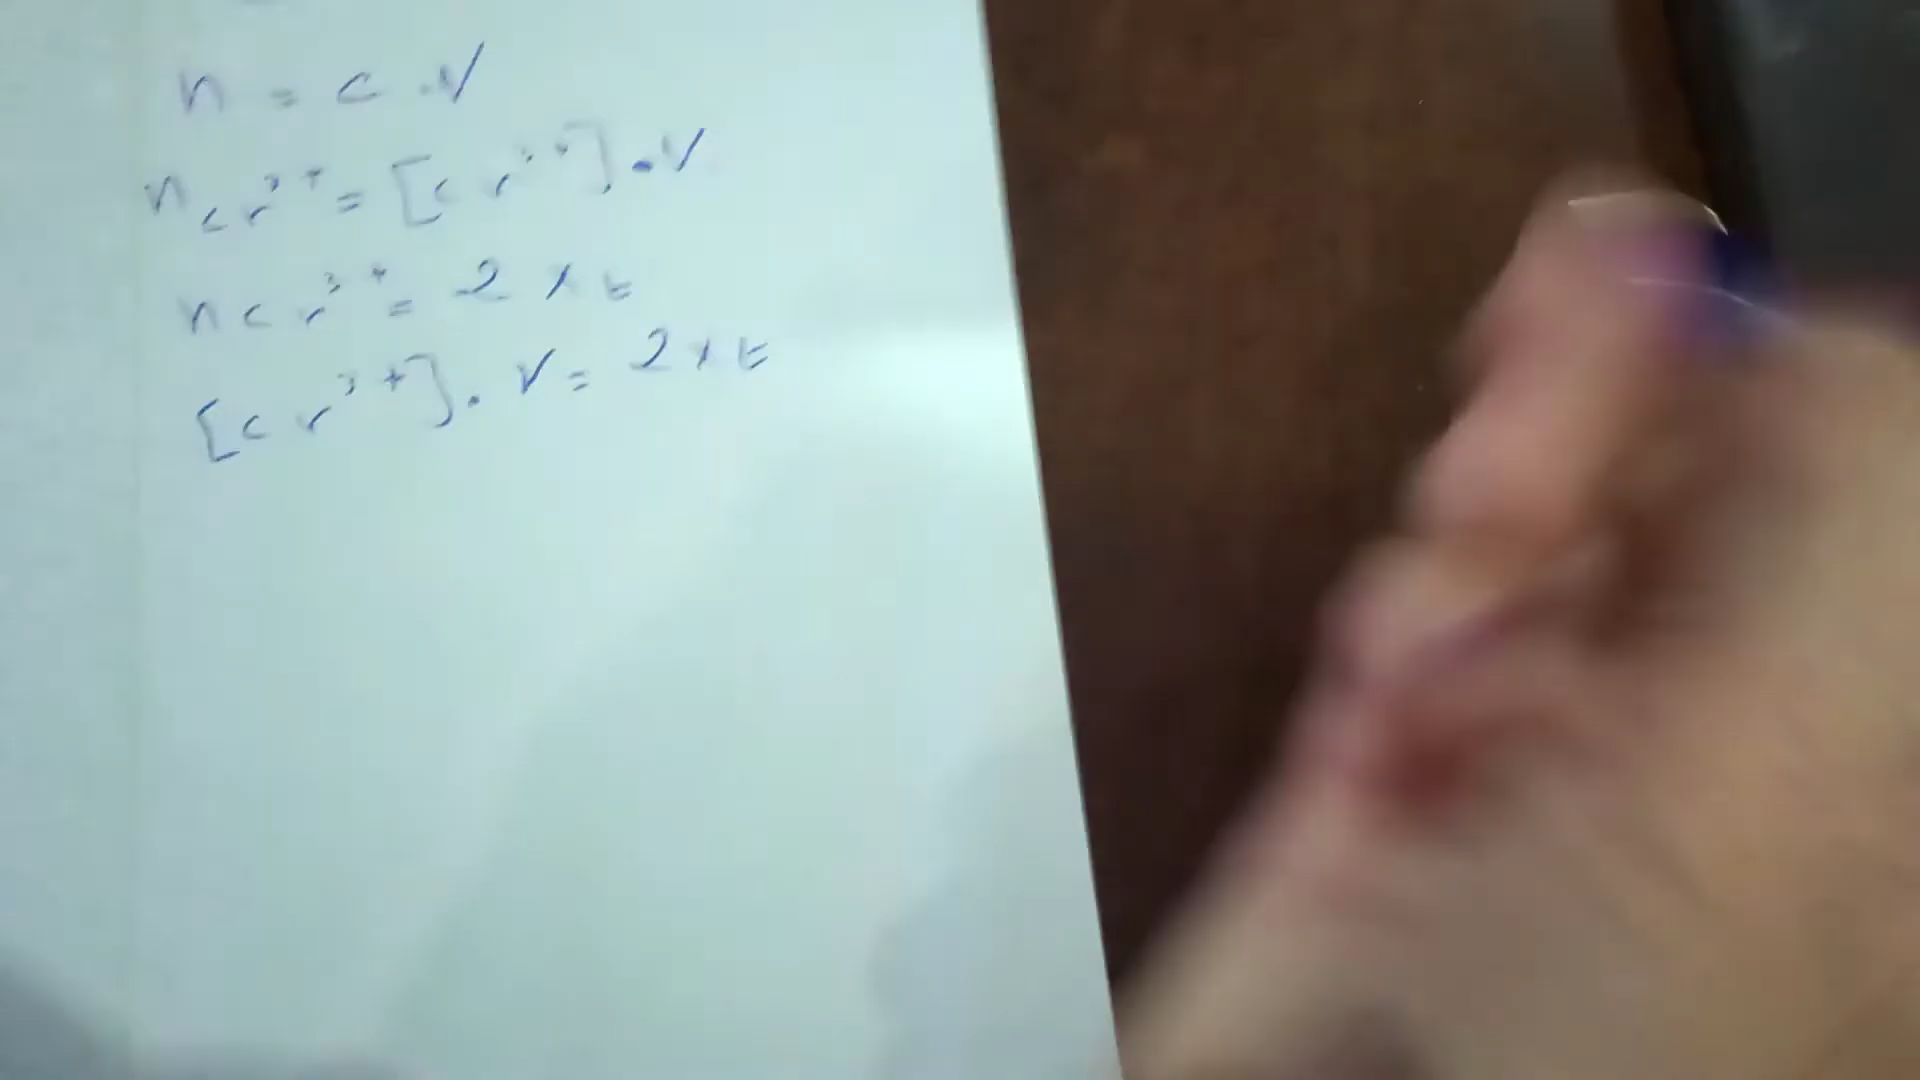 n = c . V
n Cr³⁺ = [Cr³⁺] . V
n Cr³⁺ = 2 x t
[Cr³⁺] . V = 2 x t